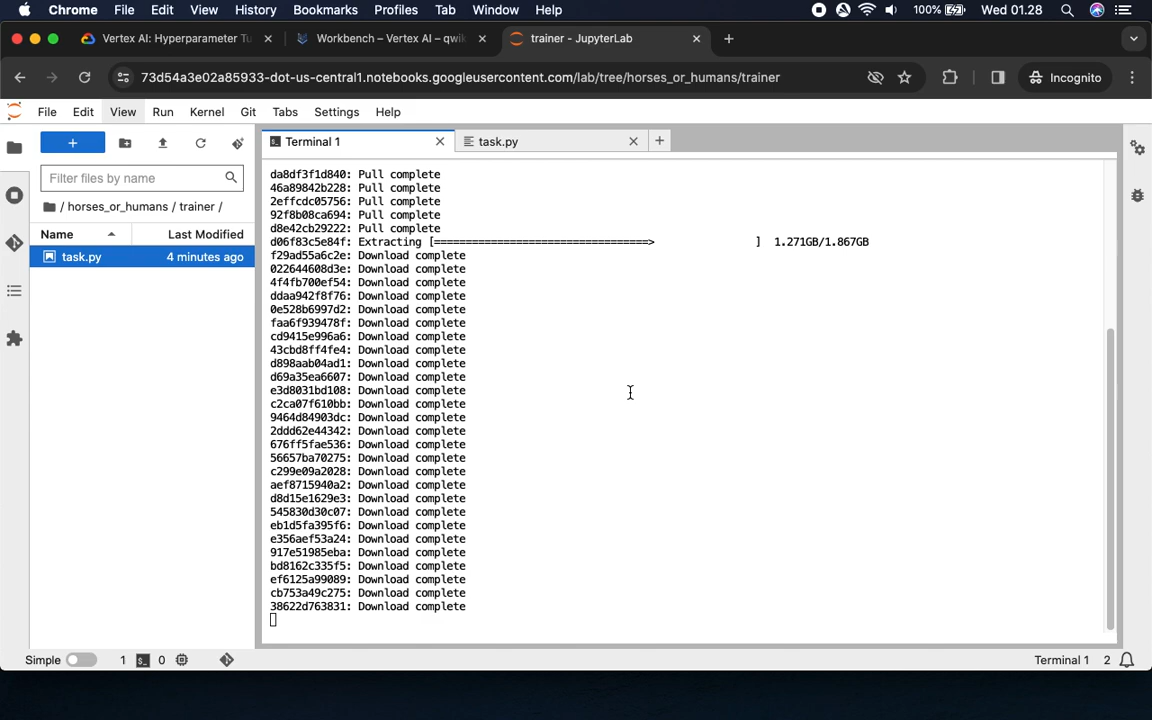 Chrome File Edit View History Bookmarks Profiles Tab Window Help 100% Wed 01.28
Vertex AI: Hyperparameter Tu
Workbench – Vertex AI – qwik
trainer - JupyterLab
73d54a3e02a85933-dot-us-central1.notebooks.googleusercontent.com/lab/tree/horses_or_humans/trainer
Incognito
File Edit View Run Kernel Git Tabs Settings Help
Terminal 1
task.py
Filter files by name
/ horses_or_humans / trainer /
Name Last Modified
task.py 4 minutes ago
da8df3f1d840: Pull complete
46a89842b228: Pull complete
2effcdc05756: Pull complete
92f8b08ca694: Pull complete
d8e42cb29222: Pull complete
d06f83c5e84f: Extracting [==================================> ] 1.271GB/1.867GB
f29ad55a6c2e: Download complete
022644608d3e: Download complete
4f4fb700ef54: Download complete
ddaa942f8f76: Download complete
0e528b6997d2: Download complete
faa6f939478f: Download complete
cd9415e996a6: Download complete
43cbd8ff4fe4: Download complete
d898aab04ad1: Download complete
d69a35ea6607: Download complete
e3d8031bd108: Download complete
c2ca07f610bb: Download complete
9464d84903dc: Download complete
2ddd62e44342: Download complete
676ff5fae536: Download complete
56657ba70275: Download complete
c299e09a2028: Download complete
aef8715940a2: Download complete
d8d15e1629e3: Download complete
545830d30c07: Download complete
eb1d5fa395f6: Download complete
e356aef53a24: Download complete
917e51985eba: Download complete
bd8162c335f5: Download complete
ef6125a99089: Download complete
cb753a49c275: Download complete
38622d763831: Download complete
Simple 1 0 Terminal 1 2